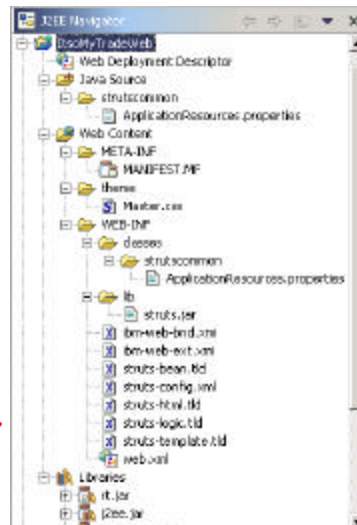 J2EE Navigator
ItsoMyTradeWeb
Web Deployment Descriptor
Java Source
strutscommon
ApplicationResources.properties
Web Content
META-INF
MANIFEST.MF
theme
Master.css
WEB-INF
classes
strutscommon
ApplicationResources.properties
lib
struts.jar
ibm-web-bnd.xmi
ibm-web-ext.xmi
struts-bean.tld
struts-config.xml
struts-html.tld
struts-logic.tld
struts-template.tld
web.xml
Libraries
rt.jar
j2ee.jar